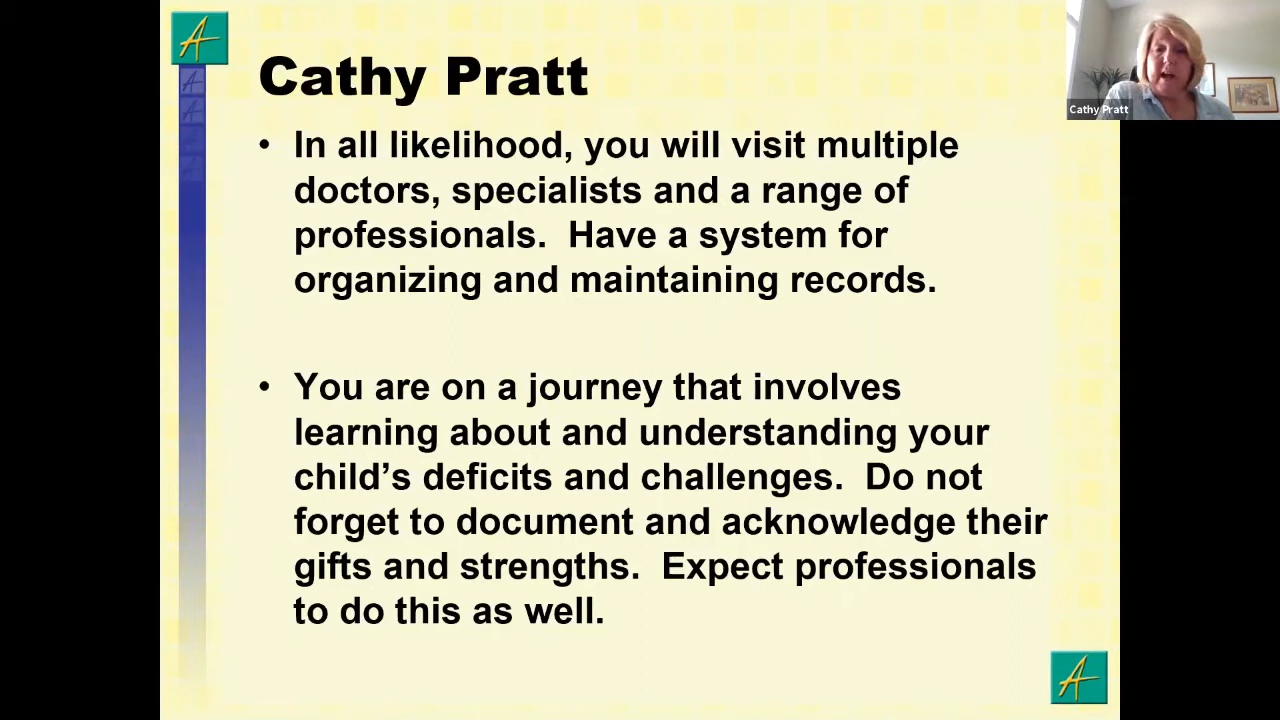 Cathy Pratt
• In all likelihood, you will visit multiple
doctors, specialists and a range of
professionals.  Have a system for
organizing and maintaining records.
• You are on a journey that involves
learning about and understanding your
child’s deficits and challenges.  Do not
forget to document and acknowledge their
gifts and strengths.  Expect professionals
to do this as well.
Cathy Pratt